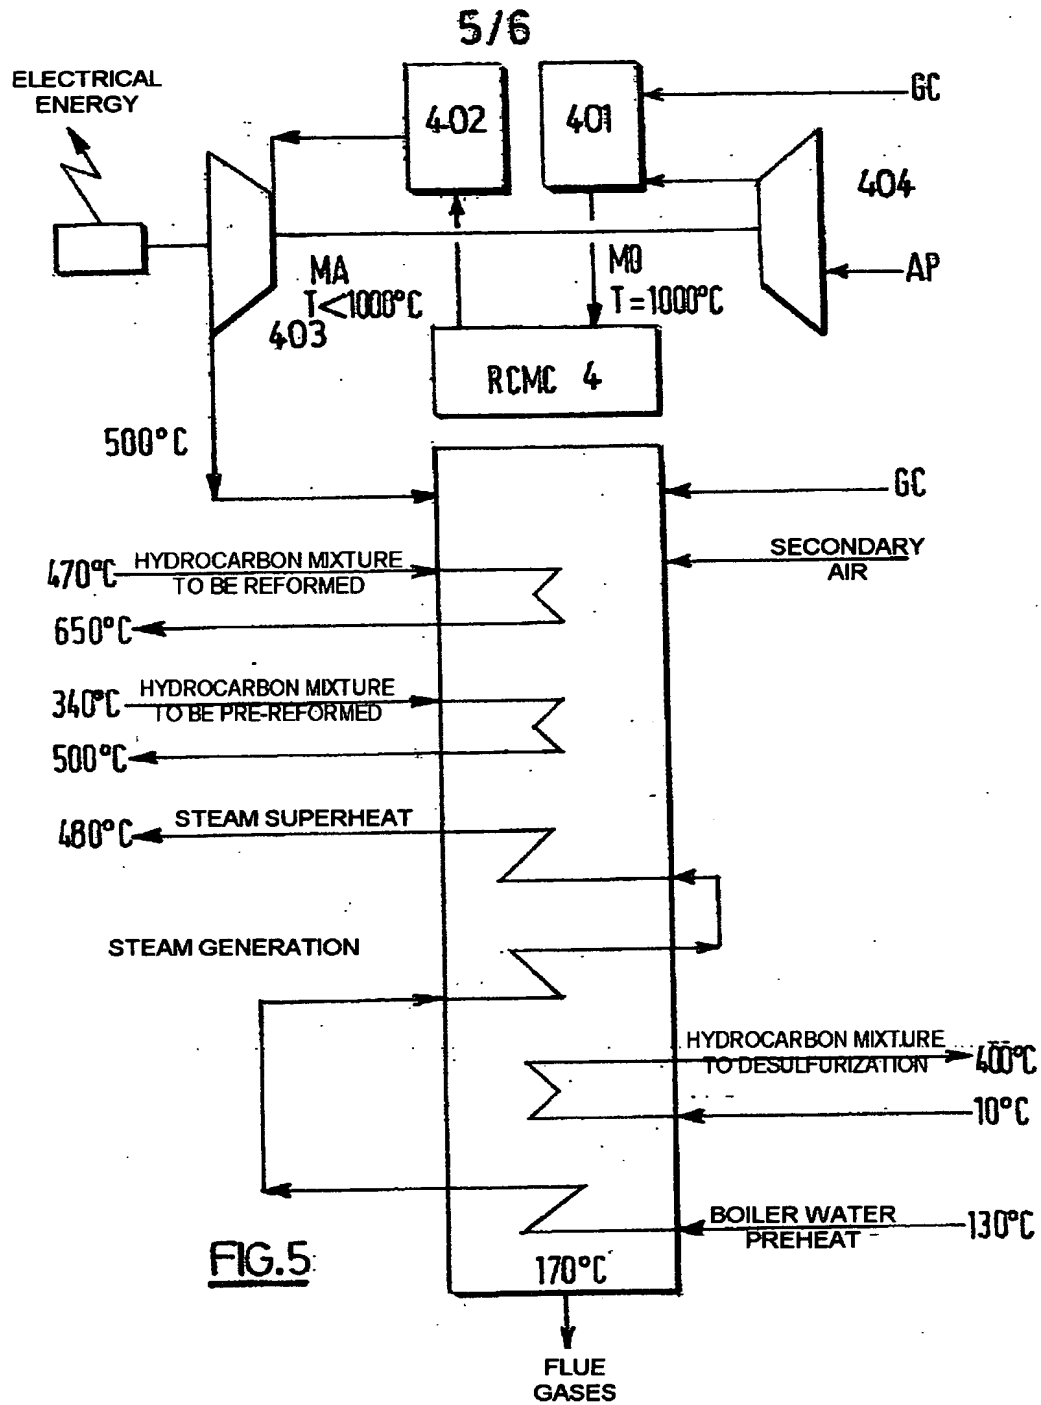 5/6
ELECTRICAL
ENERGY
402
401
GC
404
AP
MA
T<1000°C
403
MO
T=1000°C
RCMC 4
500°C
GC
SECONDARY
AIR
470°C
HYDROCARBON MIXTURE
TO BE REFORMED
650°C
340°C
HYDROCARBON MIXTURE
TO BE PRE-REFORMED
500°C
480°C
STEAM SUPERHEAT
STEAM GENERATION
HYDROCARBON MIXTURE
TO DESULFURIZATION
400°C
10°C
BOILER WATER
PREHEAT
130°C
FIG.5
170°C
FLUE
GASES